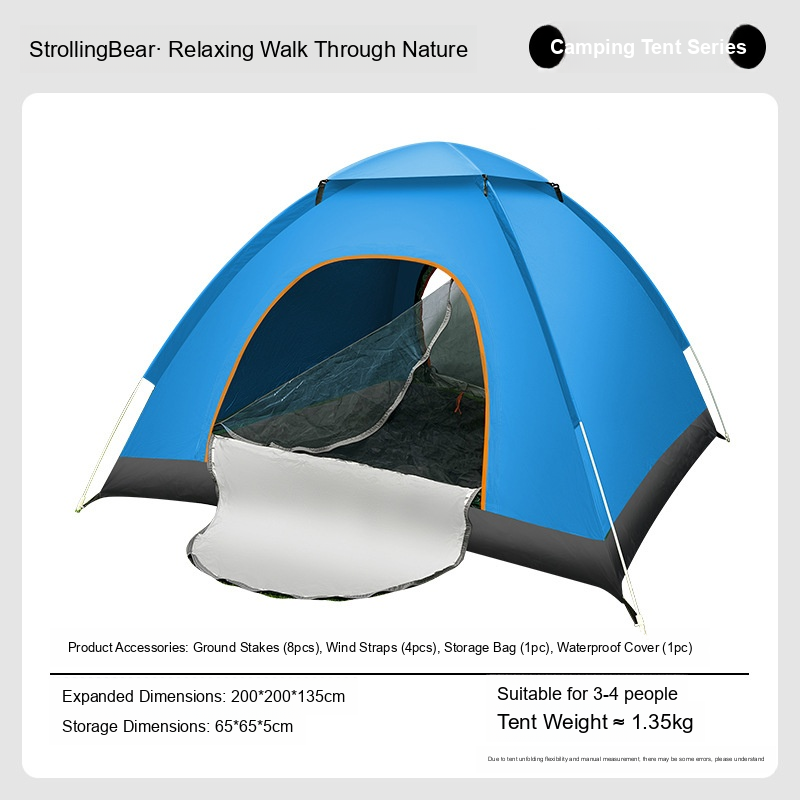 StrollingBear· Relaxing Walk Through Nature
Camping Tent Series
Product Accessories: Ground Stakes (8pcs), Wind Straps (4pcs), Storage Bag (1pc), Waterproof Cover (1pc)
Expanded Dimensions: 200*200*135cm
Suitable for 3-4 people
Storage Dimensions: 65*65*5cm
Tent Weight ≈ 1.35kg
Due to tent unfolding flexibility and manual measurement, there may be some errors, please understand